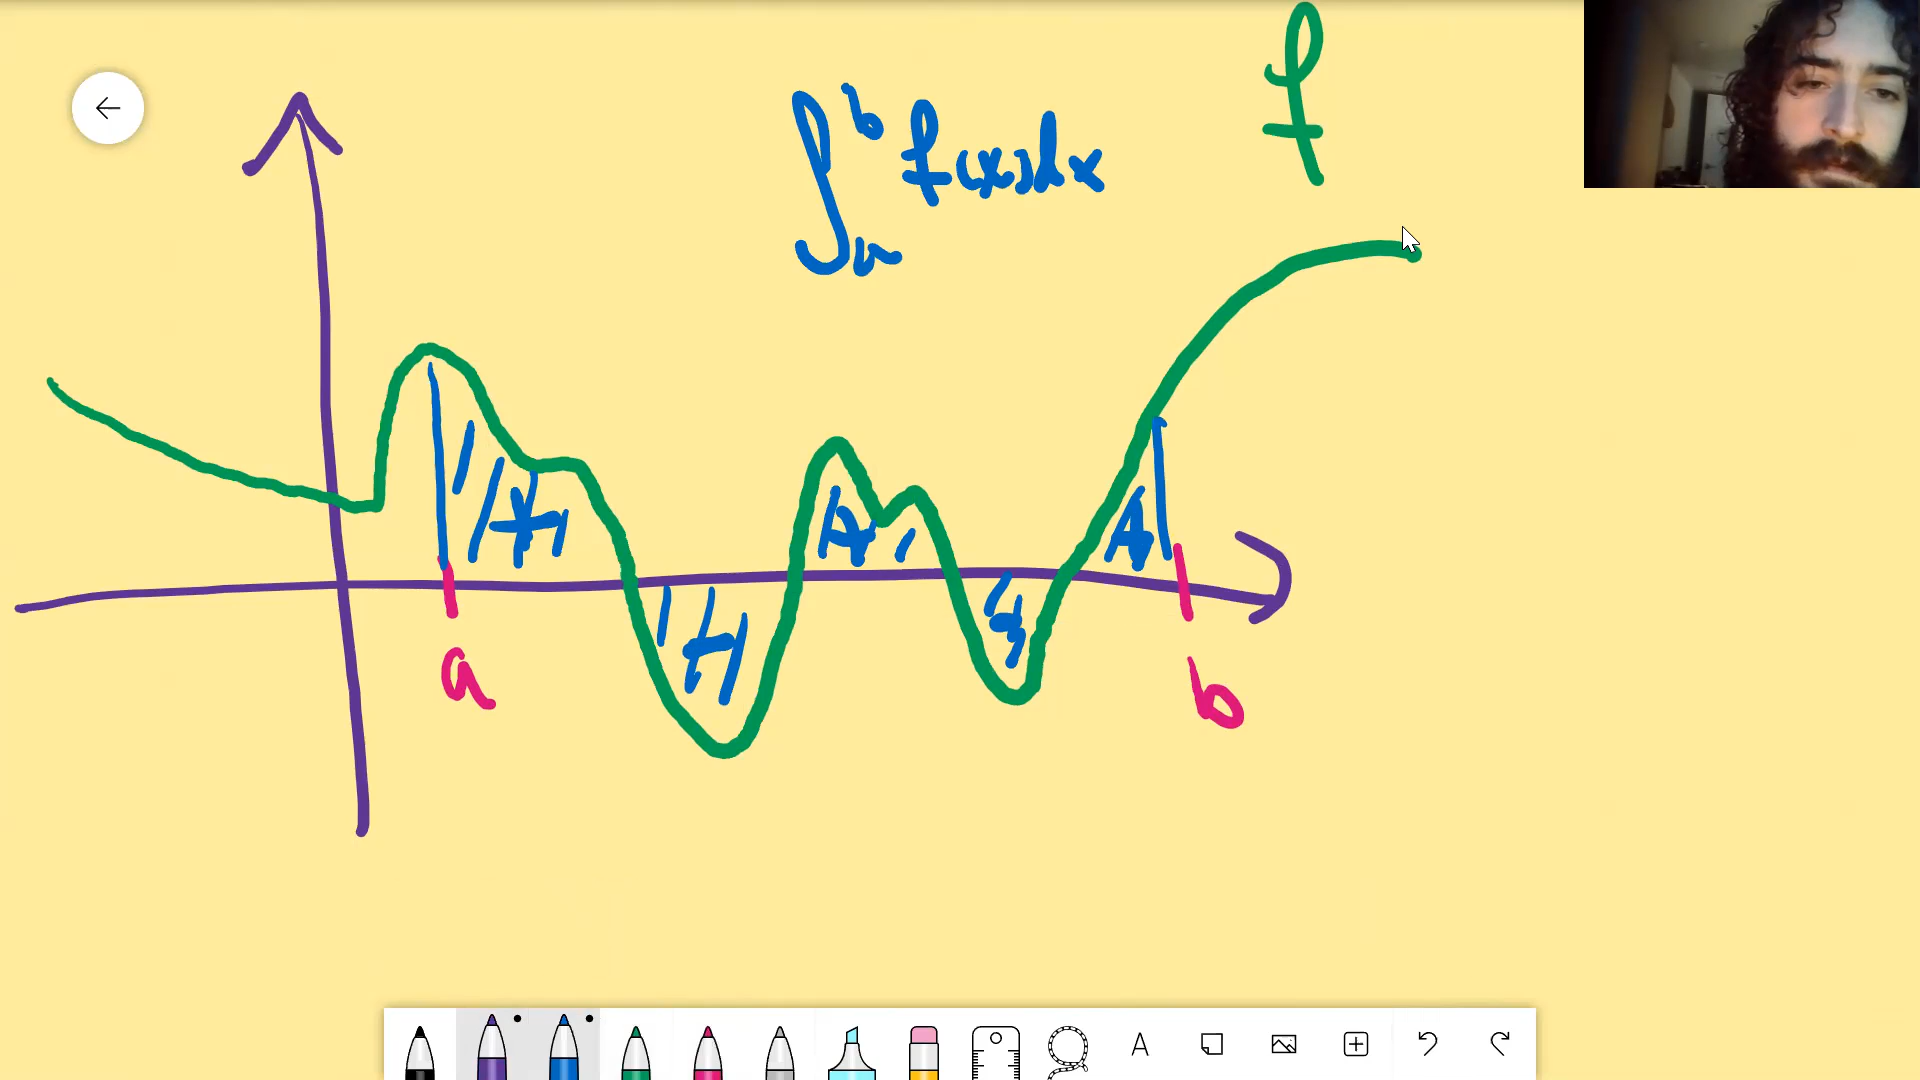 f
∫ₐᵇ f(x)dx
a
b
A